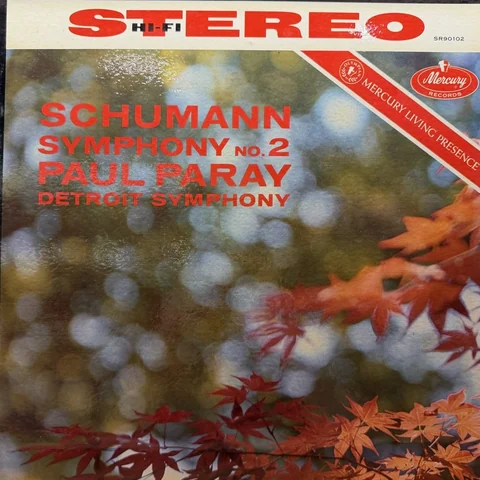 STEREO
HI-FI
SR90102
Mercury
RECORDS
MERCURY LIVING PRESENCE
SCHUMANN
SYMPHONY NO. 2
PAUL PARAY
DETROIT SYMPHONY